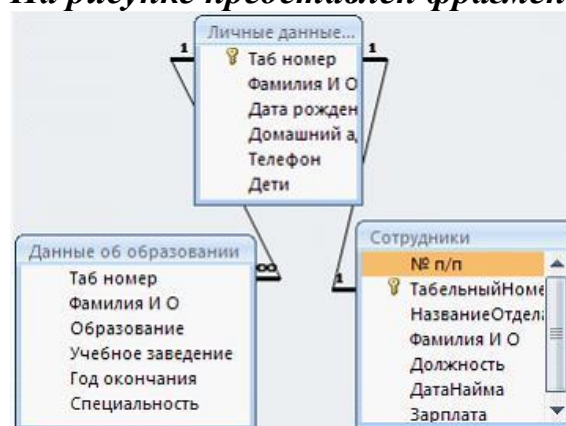 На рисунке представлен фрагмен
Личные данные...
1
1
Таб номер
Фамилия И О
Дата рожден
Домашний а
Телефон
Дети
Данные об образовании
∞
Таб номер
Фамилия И О
Образование
Учебное заведение
Год окончания
Специальность
Сотрудники
1
№ п/п
ТабельныйНоме
НазваниеОтдел
Фамилия И О
Должность
ДатаНайма
Зарплата